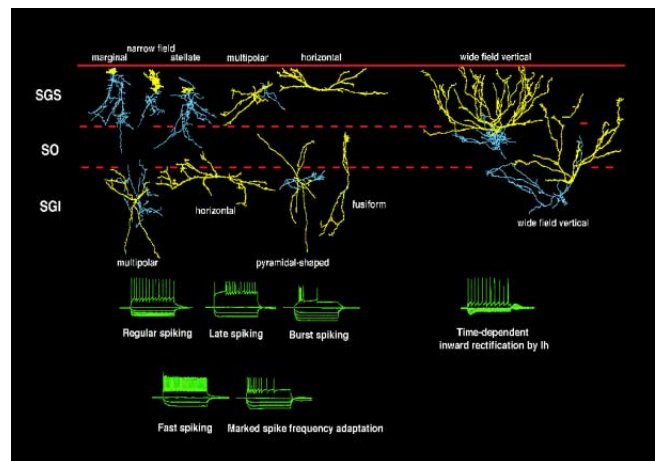 narrow field
marginal stellate multipolar horizontal wide field vertical
SGS
SO
SGI
horizontal
fusiform
wide field vertical
multipolar pyramidal-shaped
Regular spiking Late spiking Burst spiking Time-dependent
inward rectification by Ih
Fast spiking Marked spike frequency adaptation